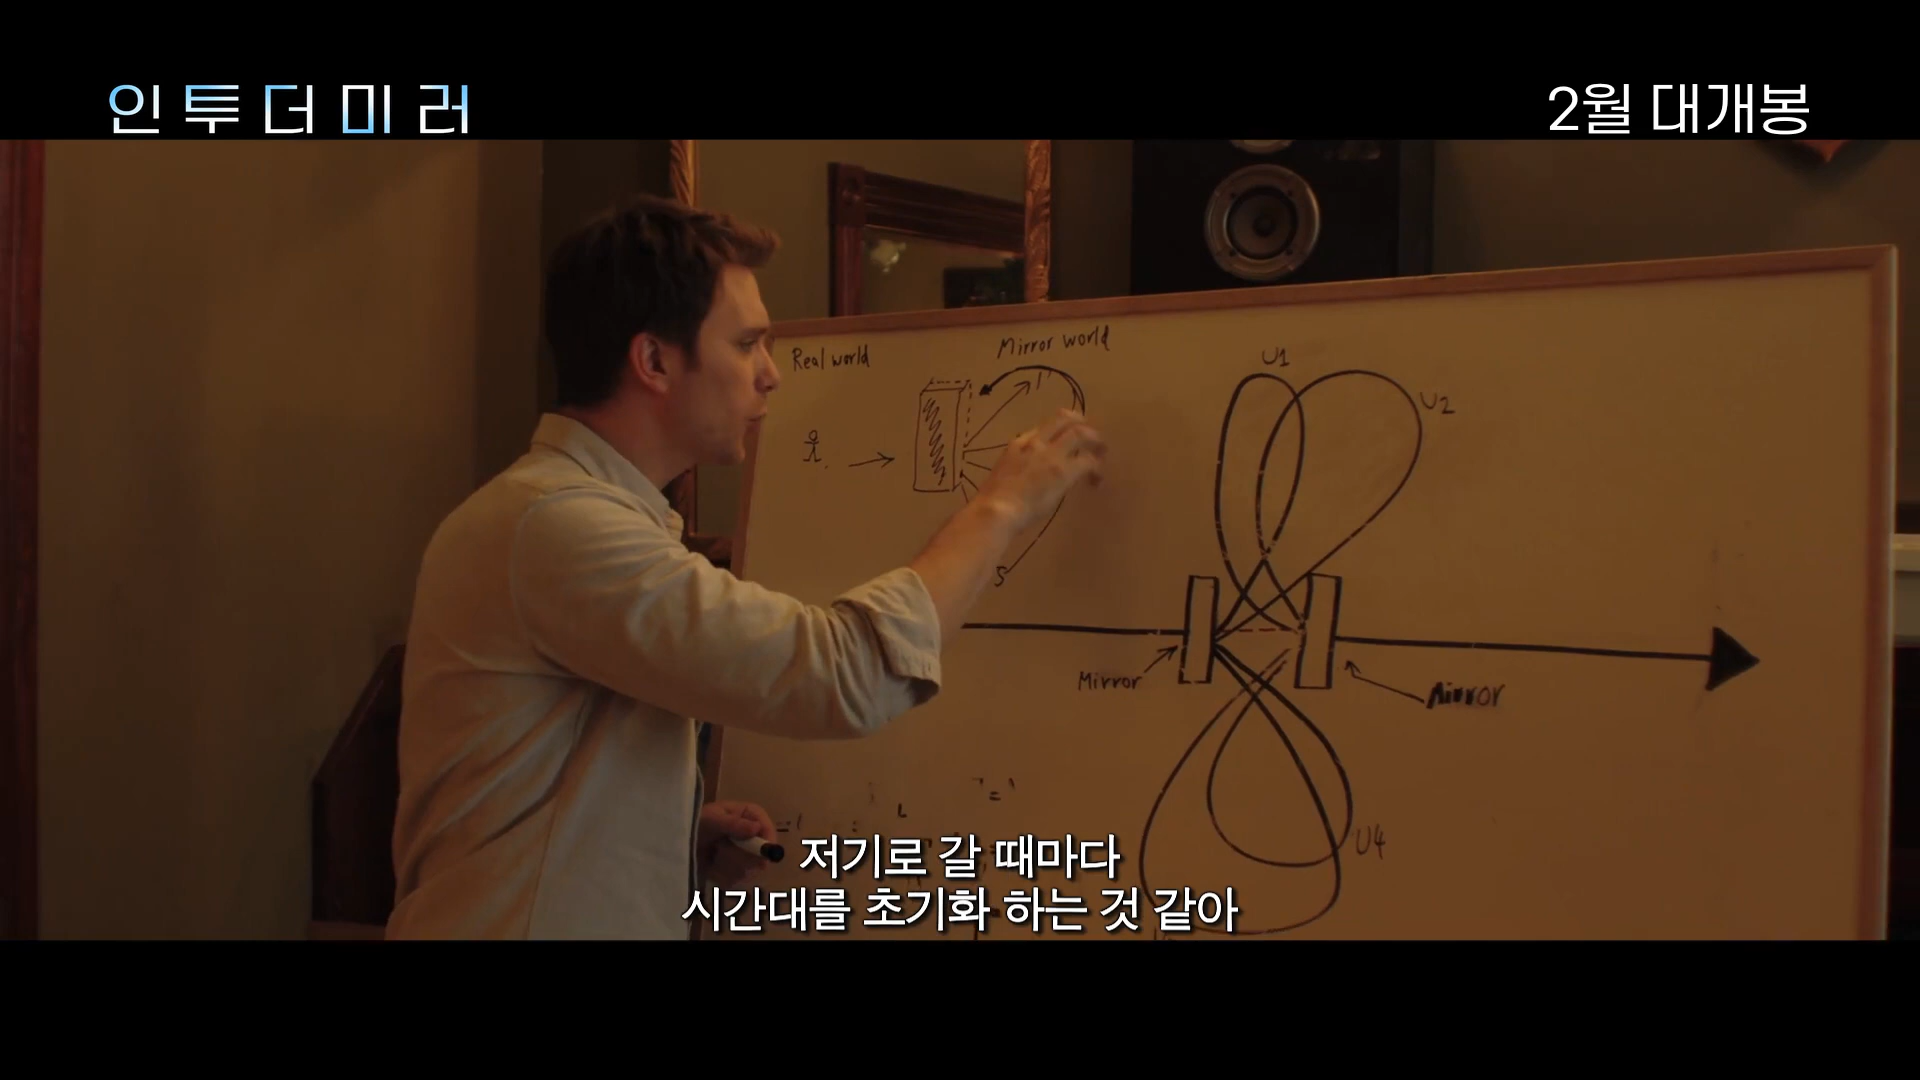 인투더미러
2월 대개봉
Real world
Mirror world
U1
U2
S
Mirror
Mirror
U4
저기로 갈 때마다
시간대를 초기화 하는 것 같아